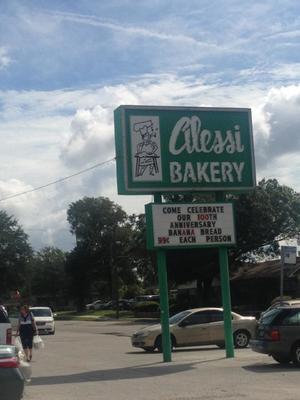 Alessi
BAKERY
COME CELEBRATE
OUR 100TH
ANNIVERSARY
BANANA BREAD
99¢ EACH PERSON